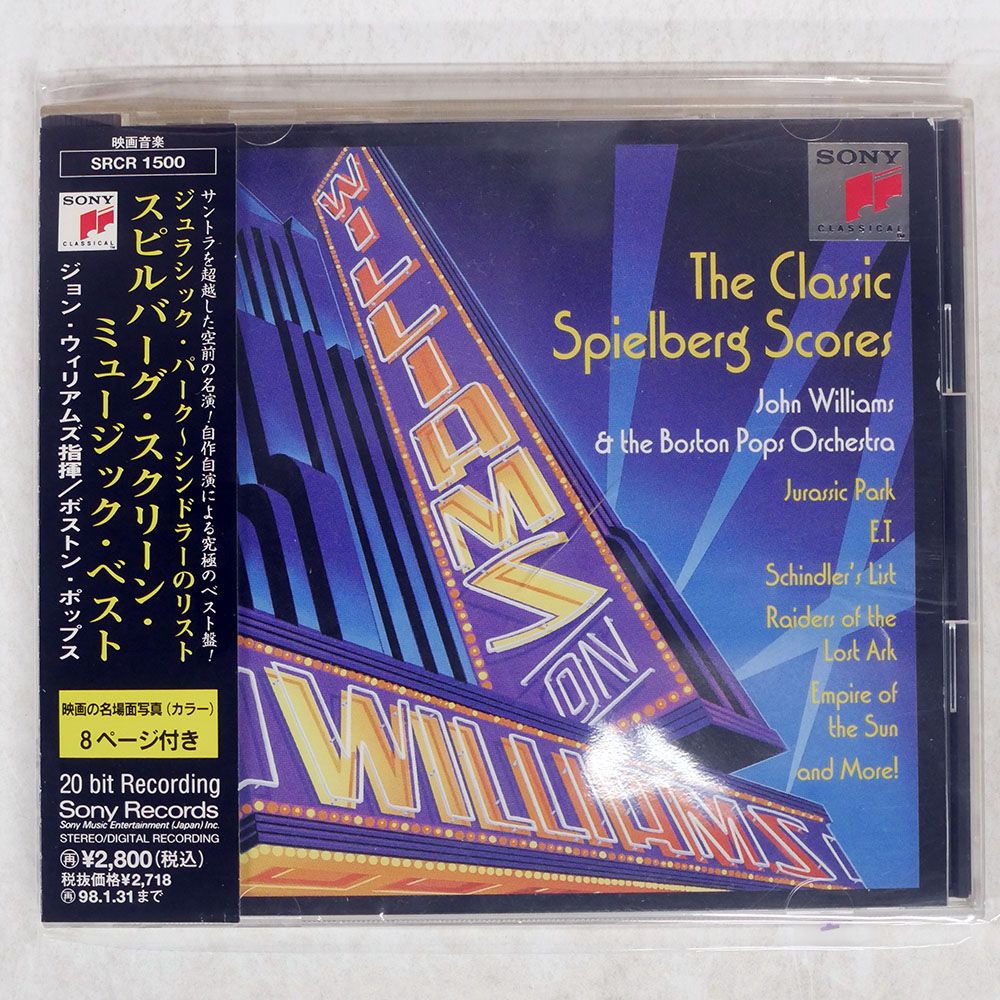 映画音楽
SRCR 1500
SONY
CLASSICAL™
サントラを超越した空前の名演!自作自演による究極のベスト盤!
ジュラシック・パーク〜シンドラーのリスト
スピルバーグ・スクリーン・
ミュージック・ベスト
ジョン・ウィリアムズ指揮/ボストン・ポップス
映画の名場面写真(カラー)
8ページ付き
20 bit Recording
Sony Records
Sony Music Entertainment (Japan) Inc.
STEREO/DIGITAL RECORDING
再¥2,800(税込)
税抜価格¥2,718
再98.1.31まで
WILLIAMS
ON
WILLIAMS
SONY
CLASSICAL™
The Classic
Spielberg Scores
John Williams
& the Boston Pops Orchestra
Jurassic Park
E.T.
Schindler's List
Raiders of the
Lost Ark
Empire of
the Sun
and More!